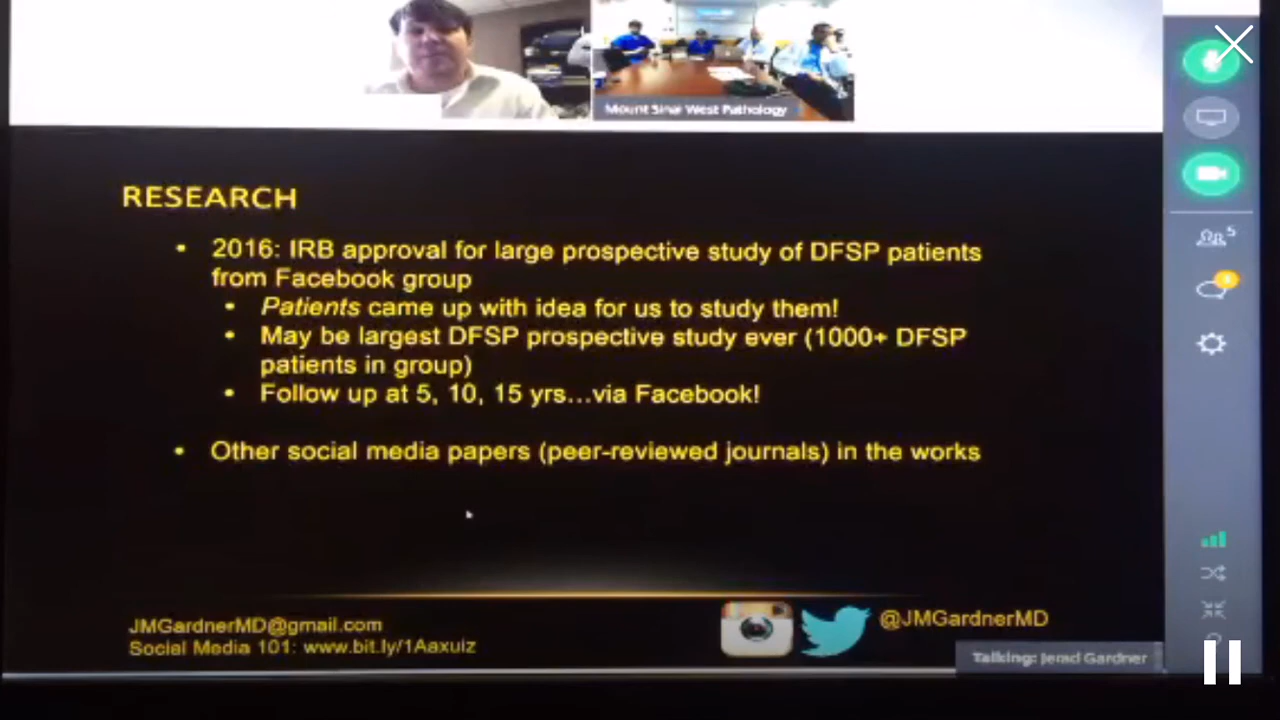 Mount Sinai West Pathology
5
RESEARCH
• 2016: IRB approval for large prospective study of DFSP patients
from Facebook group
• Patients came up with idea for us to study them!
• May be largest DFSP prospective study ever (1000+ DFSP
patients in group)
• Follow up at 5, 10, 15 yrs...via Facebook!
• Other social media papers (peer-reviewed journals) in the works
JMGardnerMD@gmail.com
Social Media 101: www.bit.ly/1Aaxuiz
@JMGardnerMD
Talking: Jerad Gardner